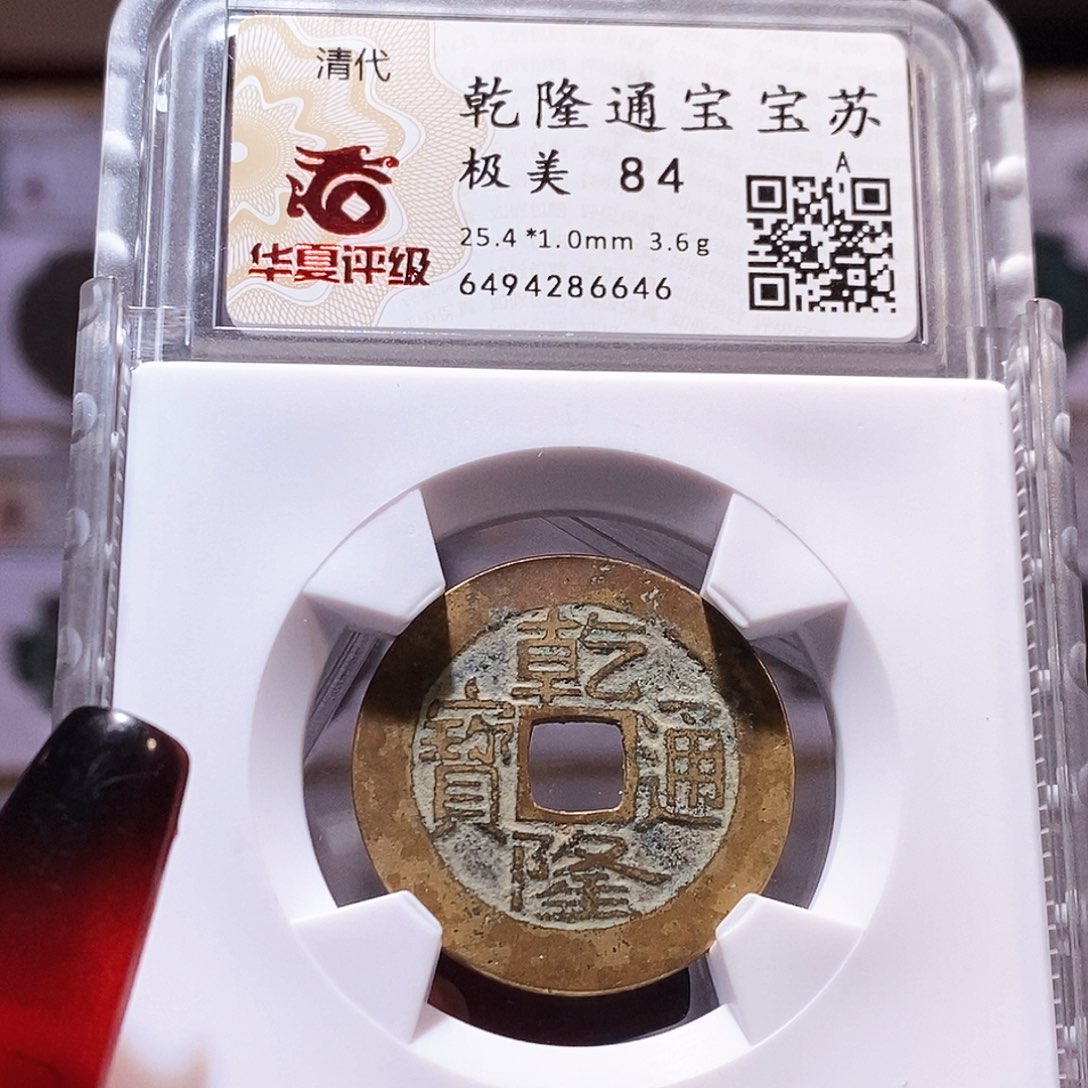 清代
华夏评级
乾隆通宝宝苏
极美 84
A
25.4*1.0mm 3.6g
6494286646
乾
隆
通
寶